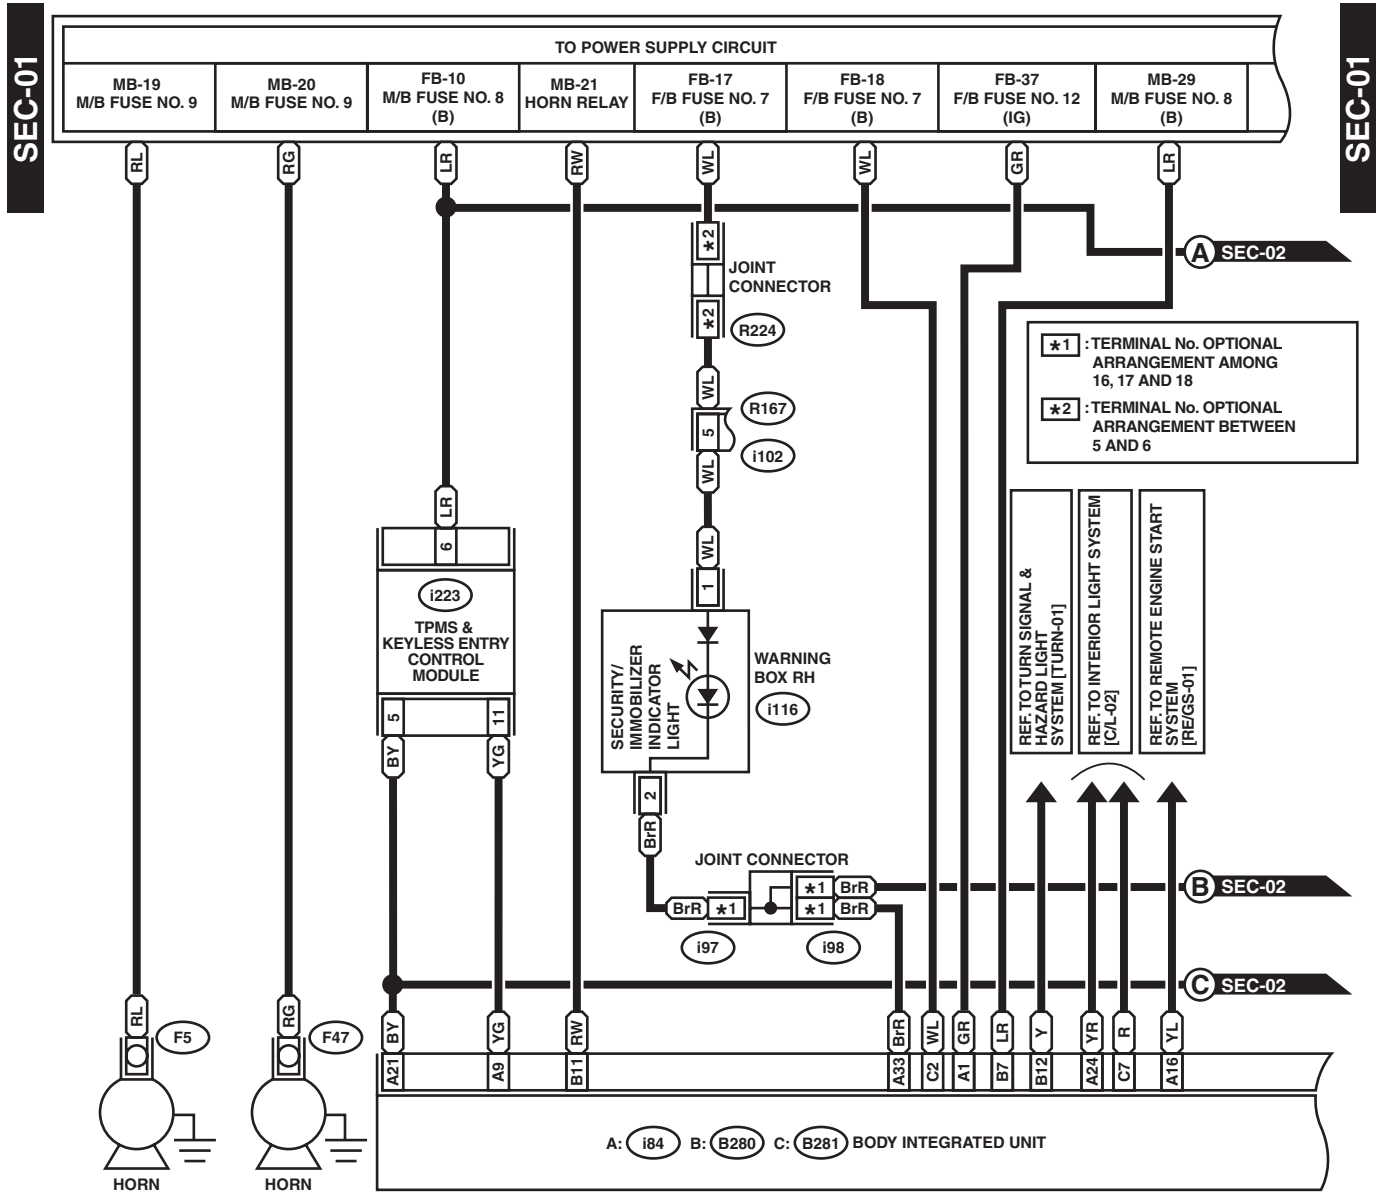 SEC-01
SEC-01
TO POWER SUPPLY CIRCUIT
MB-19
M/B FUSE NO. 9
MB-20
M/B FUSE NO. 9
FB-10
M/B FUSE NO. 8
(B)
MB-21
HORN RELAY
FB-17
F/B FUSE NO. 7
(B)
FB-18
F/B FUSE NO. 7
(B)
FB-37
F/B FUSE NO. 12
(IG)
MB-29
M/B FUSE NO. 8
(B)
RL
RG
LR
RW
WL
WL
GR
LR
A SEC-02
*2
JOINT
CONNECTOR
*2
R224
WL
R167
5
i102
WL
WL
1
*1 : TERMINAL No. OPTIONAL
ARRANGEMENT AMONG
16, 17 AND 18
*2 : TERMINAL No. OPTIONAL
ARRANGEMENT BETWEEN
5 AND 6
LR
6
i223
TPMS &
KEYLESS ENTRY
CONTROL
MODULE
5
11
BY
YG
SECURITY/
IMMOBILIZER
INDICATOR
LIGHT
WARNING
BOX RH
i116
2
BrR
REF. TO TURN SIGNAL &
HAZARD LIGHT
SYSTEM [TURN-01]
REF. TO INTERIOR LIGHT SYSTEM
[C/L-02]
REF. TO REMOTE ENGINE START
SYSTEM
[RE/GS-01]
JOINT CONNECTOR
*1 BrR
B SEC-02
BrR *1
*1 BrR
i97
i98
C SEC-02
RL
F5
RG
F47
BY
YG
RW
BrR
WL
GR
LR
Y
YR
R
YL
A21
A9
B11
A33
C2
A1
B7
B12
A24
C7
A16
A: i84 B: B280 C: B281 BODY INTEGRATED UNIT
HORN
HORN